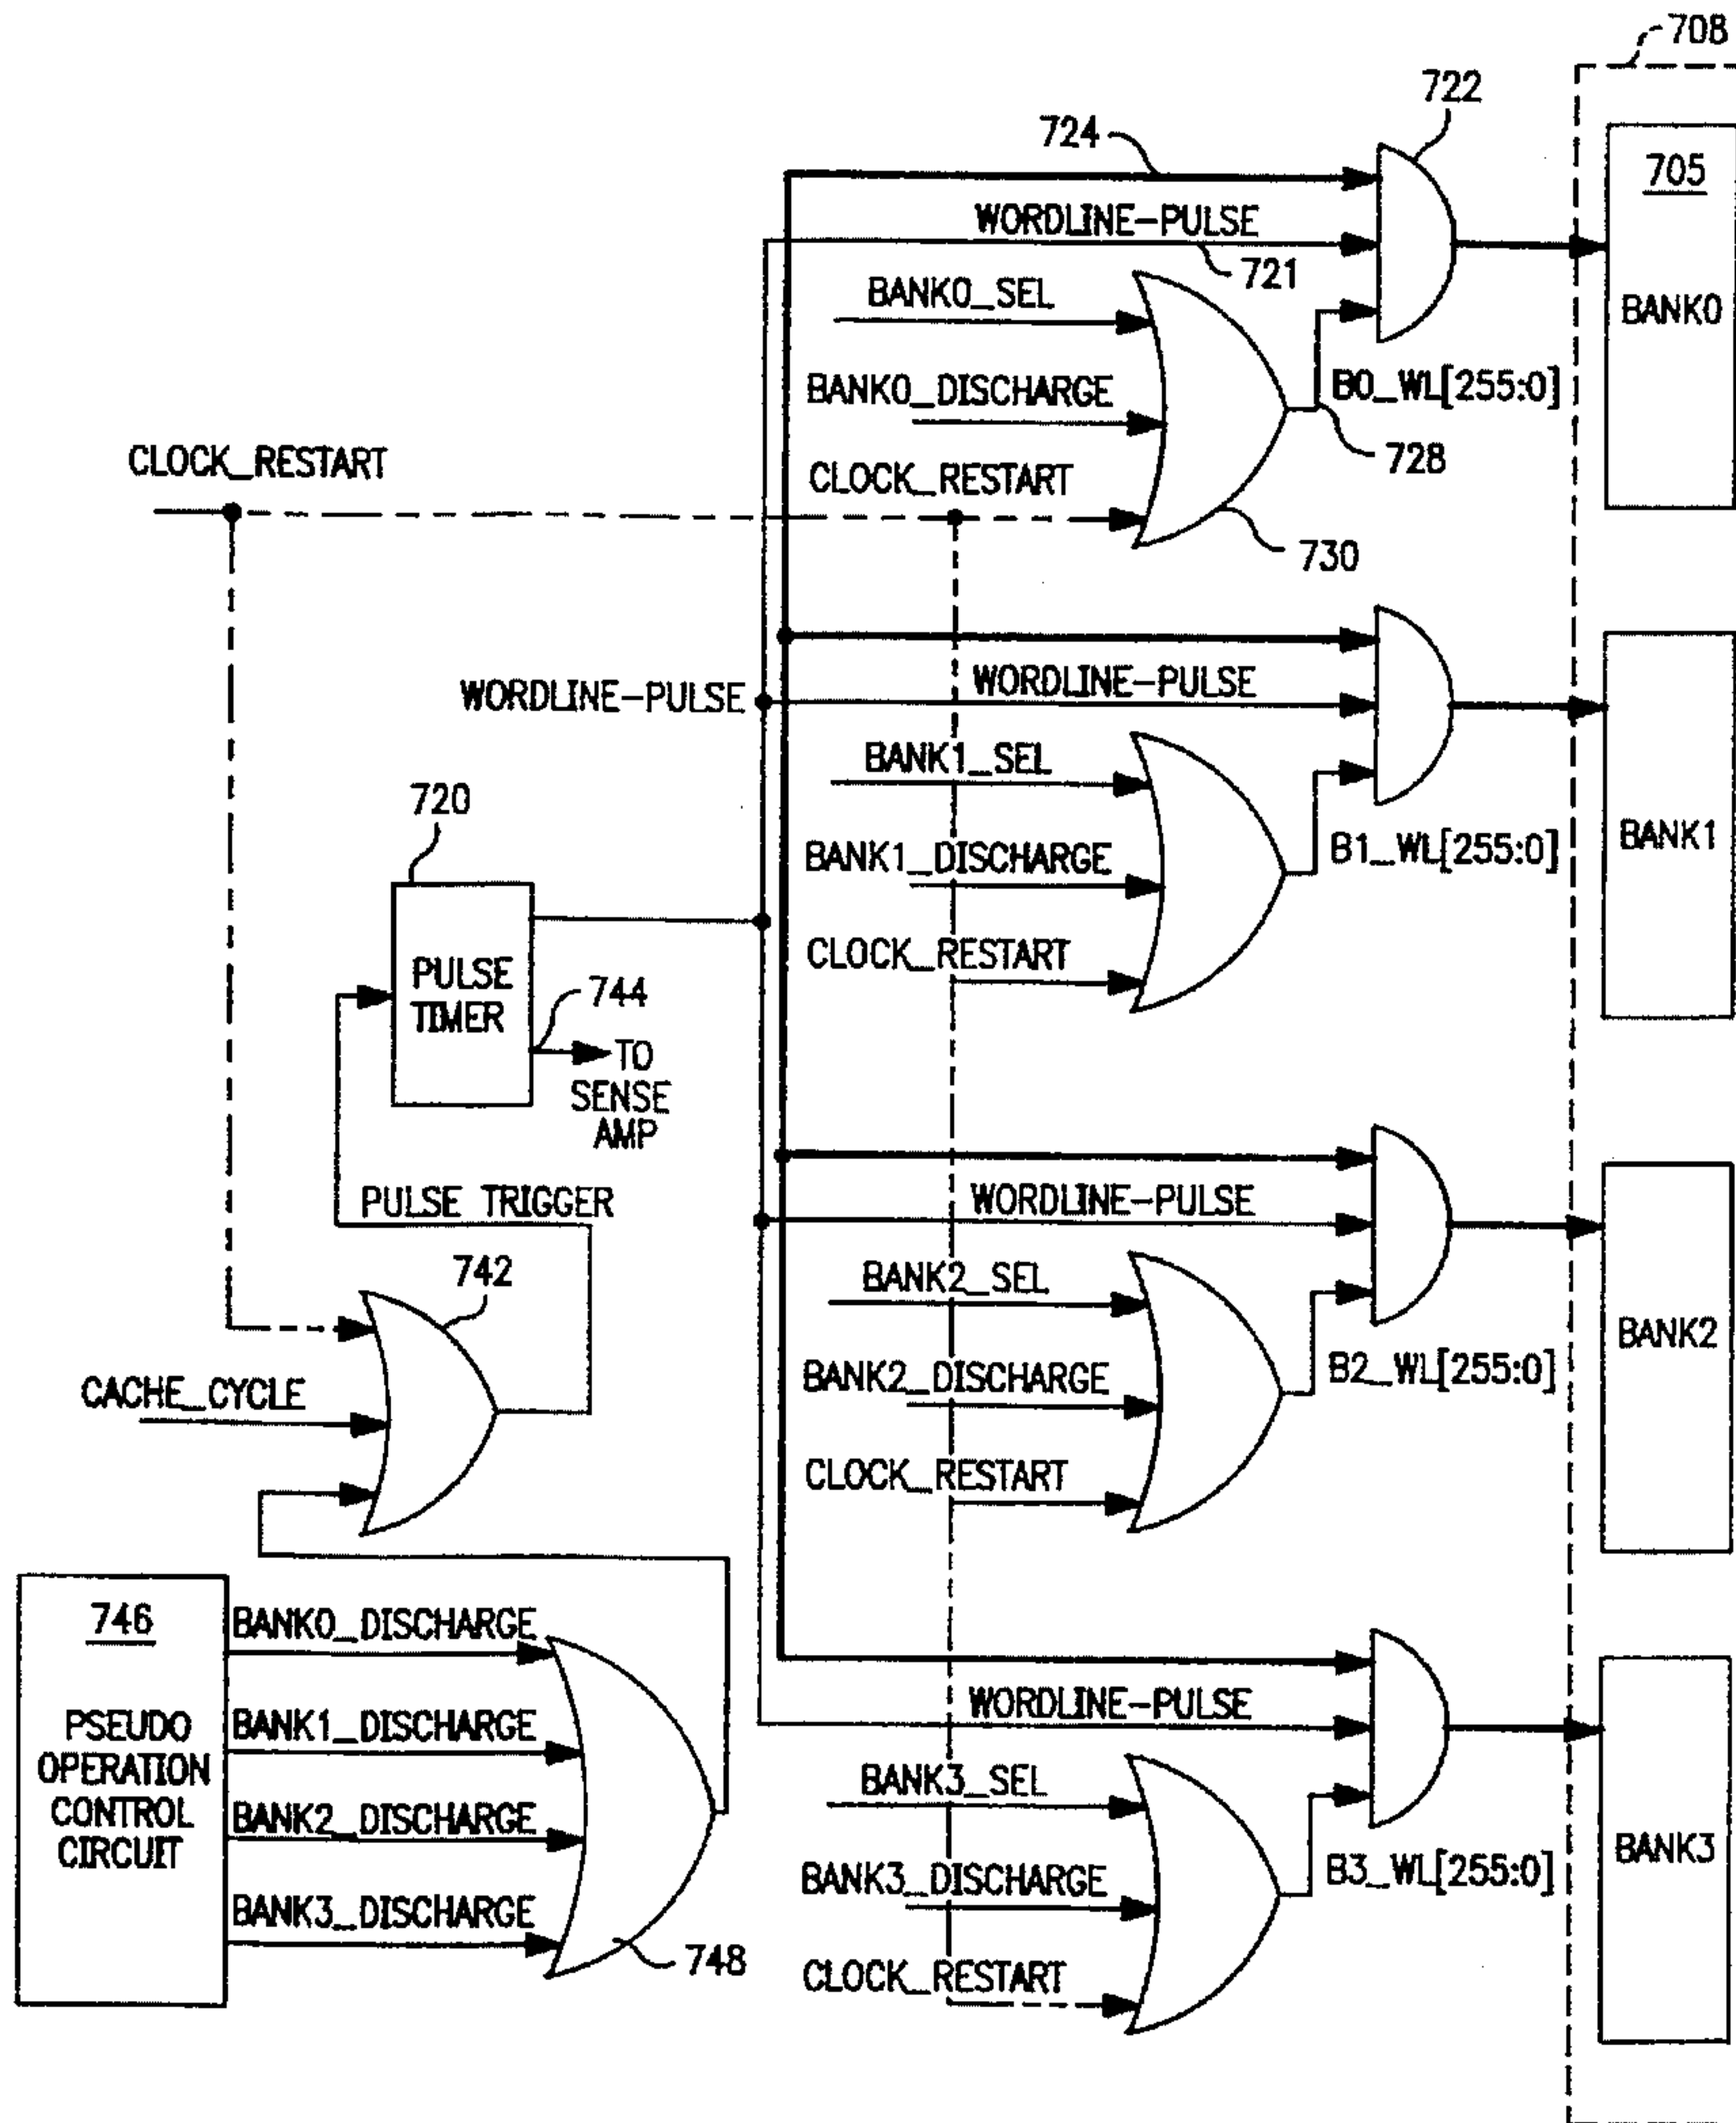 708
722
724
705
WORDLINE-PULSE
721
BANK0_SEL
BANK0
BANK0_DISCHARGE
B0_WL[255:0]
728
CLOCK_RESTART
CLOCK_RESTART
730
WORDLINE-PULSE
WORDLINE-PULSE
BANK1_SEL
BANK1
720
BANK1_DISCHARGE
B1_WL[255:0]
CLOCK_RESTART
PULSE
TIMER
744
TO
SENSE
AMP
PULSE TRIGGER
WORDLINE-PULSE
742
BANK2_SEL
BANK2
BANK2_DISCHARGE
B2_WL[255:0]
CACHE_CYCLE
CLOCK_RESTART
746
PSEUDO
OPERATION
CONTROL
CIRCUIT
BANK0_DISCHARGE
BANK1_DISCHARGE
BANK2_DISCHARGE
BANK3_DISCHARGE
748
WORDLINE-PULSE
BANK3_SEL
BANK3
BANK3_DISCHARGE
B3_WL[255:0]
CLOCK_RESTART